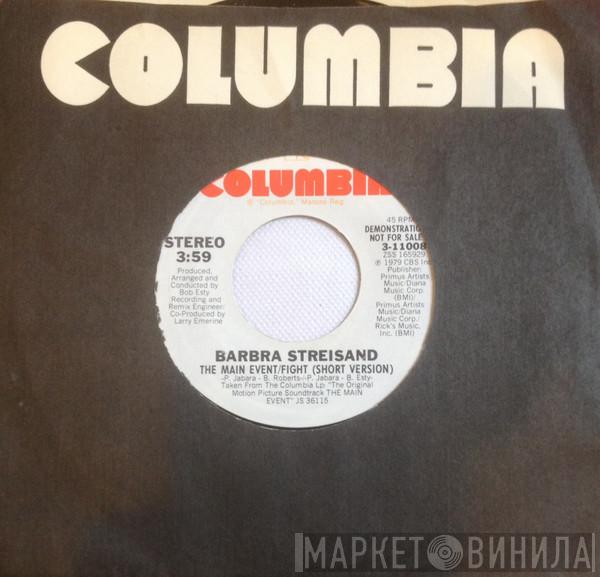 COLUMBIA
COLUMBIA
® "Columbia," Marcas Reg.
STEREO
3:59
Produced,
Arranged and
Conducted by
Bob Esty
Recording and
Remix Engineer/
Co-Produced by
Larry Emerine
45 RPM
DEMONSTRATIO
NOT FOR SALE
3-11008
ZSS 165929
℗ 1979 CBS Inc
Publisher:
Primus Artists
Music/Diana
Music Corp.
(BMI)/
Primus Artists
Music/Diana
Music Corp./
Rick's Music,
Inc. (BMI)
BARBRA STREISAND
THE MAIN EVENT/FIGHT (SHORT VERSION)
-P. Jabara - B. Roberts-/-P. Jabara - B. Esty-
Taken From The Columbia Lp "The Original
Motion Picture Soundtrack THE MAIN
EVENT" JS 36115
МАРКЕТ ВИНИЛА